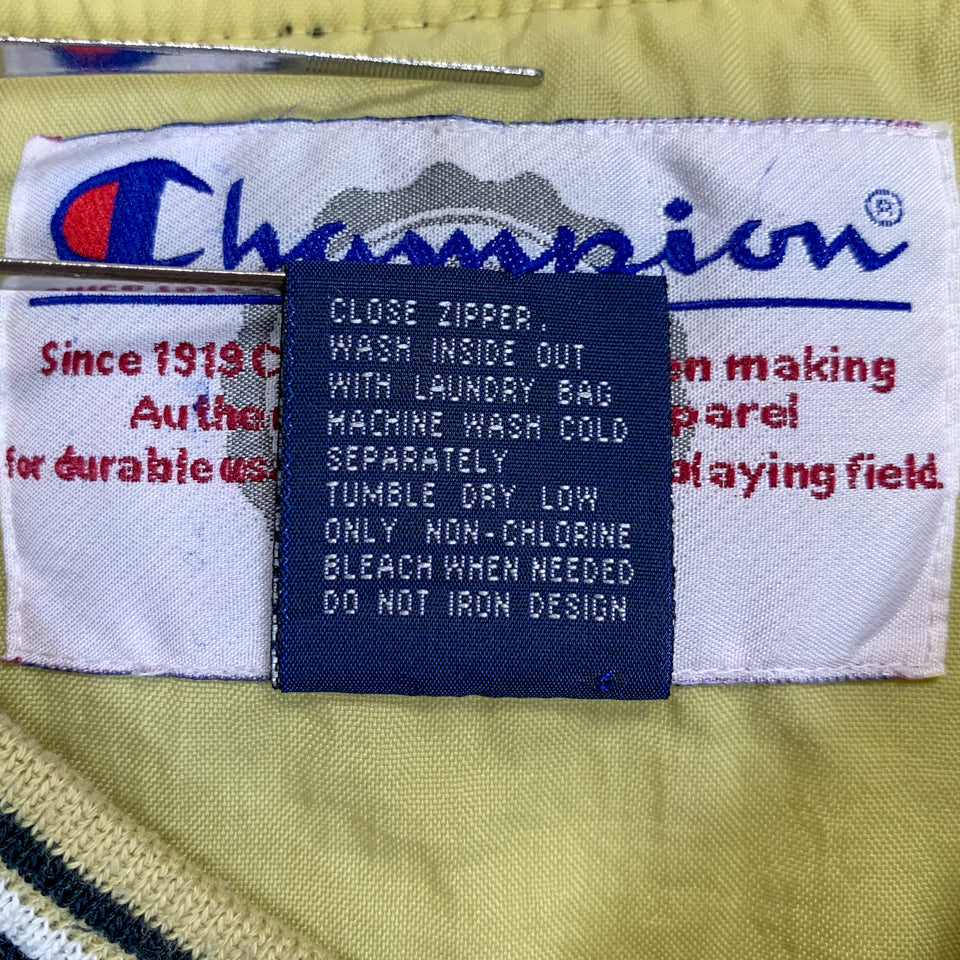 Champion®
Since 1919
en making
Authe
parel
for durable us
playing field.
CLOSE ZIPPER.
WASH INSIDE OUT
WITH LAUNDRY BAG
MACHINE WASH COLD
SEPARATELY
TUMBLE DRY LOW
ONLY NON-CHLORINE
BLEACH WHEN NEEDED
DO NOT IRON DESIGN